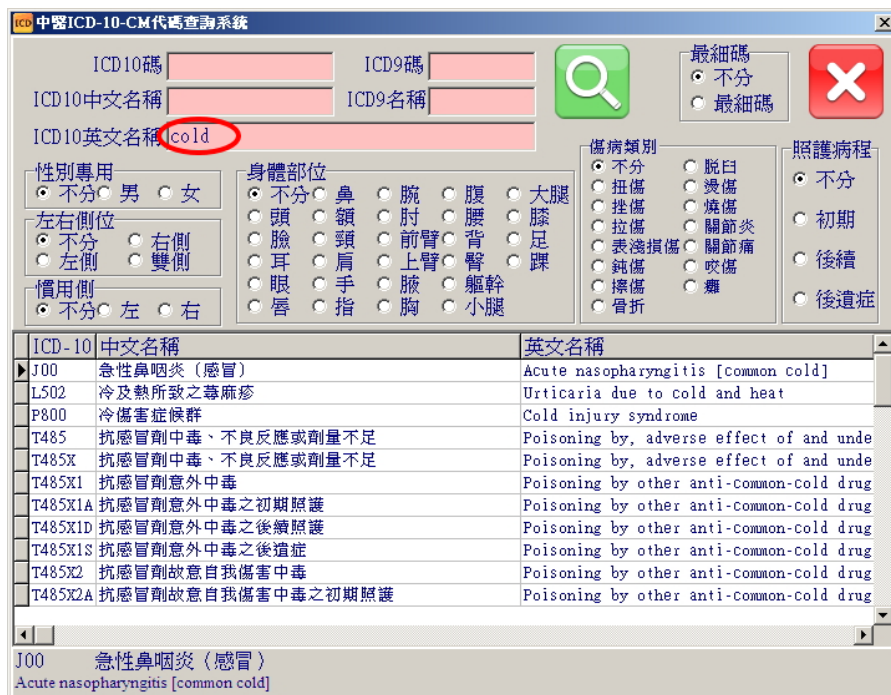 ICD 中醫ICD-10-CM代碼查詢系統
ICD10碼 ICD9碼
ICD10中文名稱 ICD9名稱
ICD10英文名稱 cold
最細碼
不分
最細碼
性別專用
不分 男 女
左右側位
不分 右側
左側 雙側
慣用側
不分 左 右
身體部位
不分 鼻 腕 腹 大腿
頭 額 肘 腰 膝
臉 頸 前臂 背 足
耳 肩 上臂 臀 踝
眼 手 腋 軀幹
唇 指 胸 小腿
傷病類別
不分 脫臼
扭傷 燙傷
挫傷 燒傷
拉傷 關節炎
表淺損傷 關節痛
鈍傷 咬傷
擦傷 癱
骨折
照護病程
不分
初期
後續
後遺症
ICD-10 中文名稱 英文名稱
J00 急性鼻咽炎（感冒） Acute nasopharyngitis [common cold]
L502 冷及熱所致之蕁麻疹 Urticaria due to cold and heat
P800 冷傷害症候群 Cold injury syndrome
T485 抗感冒劑中毒、不良反應或劑量不足 Poisoning by, adverse effect of and unde
T485X 抗感冒劑中毒、不良反應或劑量不足 Poisoning by, adverse effect of and unde
T485X1 抗感冒劑意外中毒 Poisoning by other anti-common-cold drug
T485X1A 抗感冒劑意外中毒之初期照護 Poisoning by other anti-common-cold drug
T485X1D 抗感冒劑意外中毒之後續照護 Poisoning by other anti-common-cold drug
T485X1S 抗感冒劑意外中毒之後遺症 Poisoning by other anti-common-cold drug
T485X2 抗感冒劑故意自我傷害中毒 Poisoning by other anti-common-cold drug
T485X2A 抗感冒劑故意自我傷害中毒之初期照護 Poisoning by other anti-common-cold drug
J00 急性鼻咽炎（感冒）
Acute nasopharyngitis [common cold]